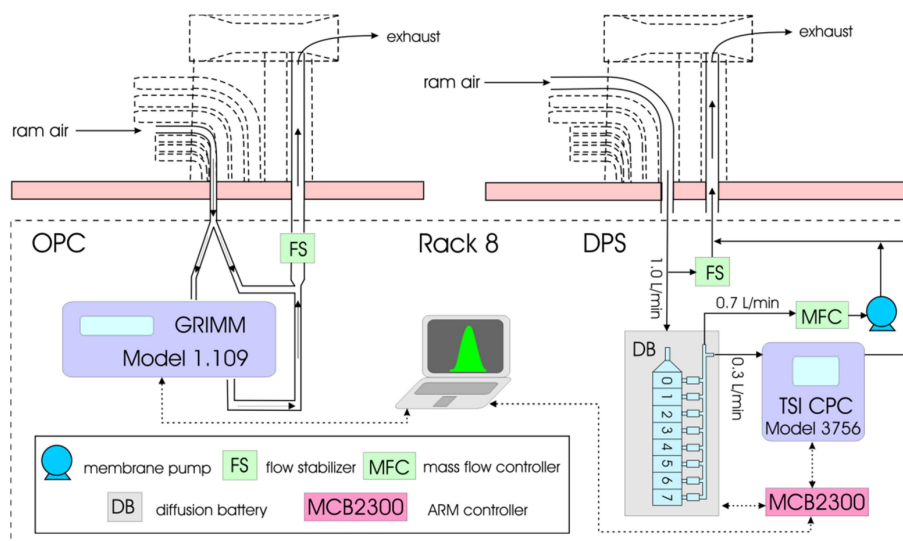 exhaust
exhaust
ram air
ram air
OPC
Rack 8
DPS
FS
FS
1.0 L/min
0.7 L/min
MFC
GRIMM
Model 1.109
DB
0
1
2
3
4
5
6
7
0.3 L/min
TSI CPC
Model 3756
membrane pump
FS
flow stabilizer
MFC
mass flow controller
DB
diffusion battery
MCB2300
ARM controller
MCB2300